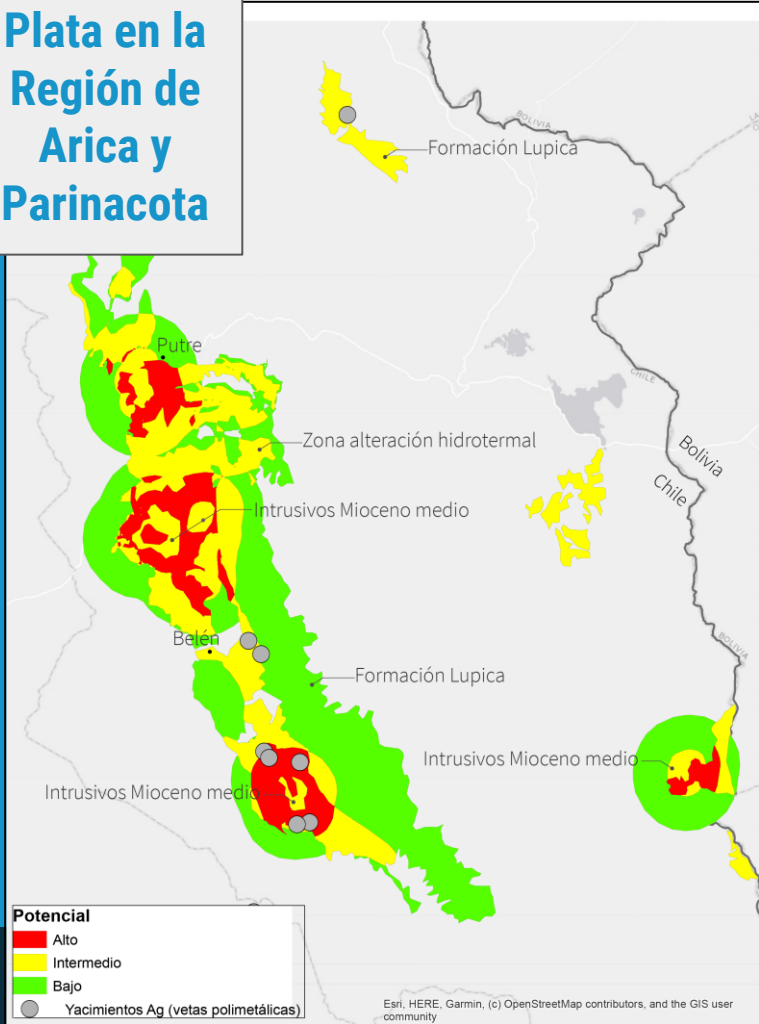 Plata en la
Región de
Arica y
Parinacota
BOLIVIA
Formación Lupica
Putre
CHILE
Zona alteración hidrotermal
Bolivia
Chile
Intrusivos Mioceno medio
Belén
BOLIVIA
Formación Lupica
Intrusivos Mioceno medio
Intrusivos Mioceno medio
Potencial
Alto
Intermedio
Bajo
Yacimientos Ag (vetas polimetálicas)
Esri, HERE, Garmin, (c) OpenStreetMap contributors, and the GIS user
community